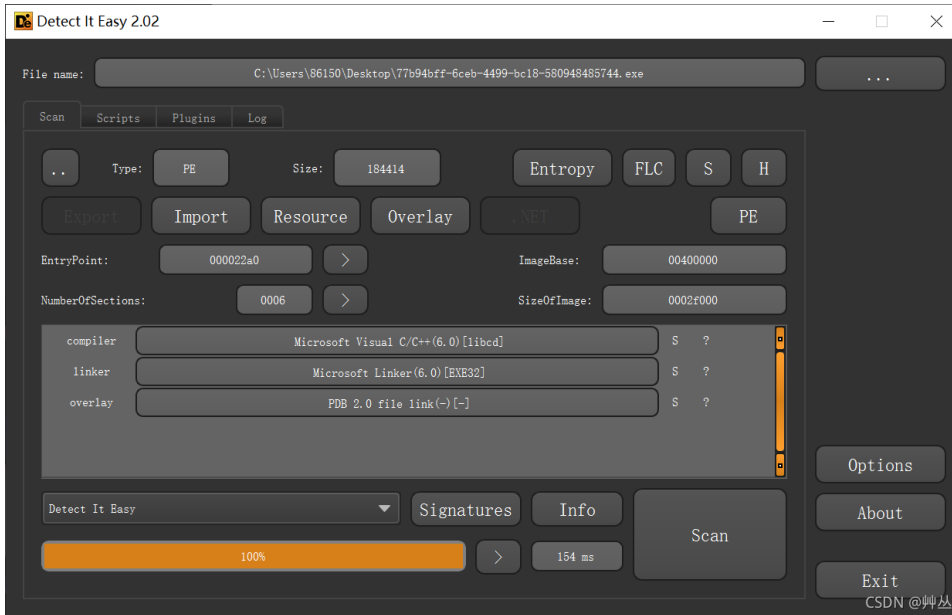 Detect It Easy 2.02
File name: C:\Users\86150\Desktop\77b94bff-6ceb-4499-bc18-580948485744.exe ...
Scan Scripts Plugins Log
.. Type: PE Size: 184414 Entropy FLC S H
Export Import Resource Overlay .NET PE
EntryPoint: 000022a0 > ImageBase: 00400000
NumberOfSections: 0006 > SizeOfImage: 0002f000
compiler Microsoft Visual C/C++(6.0)[libcd] S ?
linker Microsoft Linker(6.0)[EXE32] S ?
overlay PDB 2.0 file link(-)[-] S ?
Options
Detect It Easy Signatures Info Scan About
100% > 154 ms
Exit
CSDN @艸丛